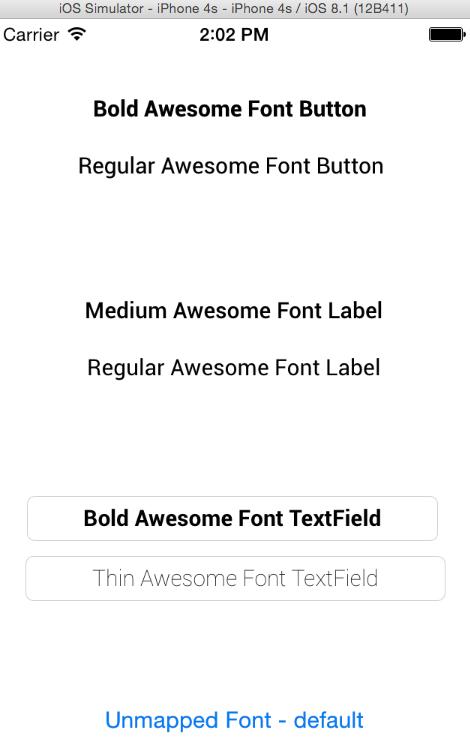 iOS Simulator - iPhone 4s - iPhone 4s / iOS 8.1 (12B411)
Carrier 2:02 PM
Bold Awesome Font Button
Regular Awesome Font Button
Medium Awesome Font Label
Regular Awesome Font Label
Bold Awesome Font TextField
Thin Awesome Font TextField
Unmapped Font - default